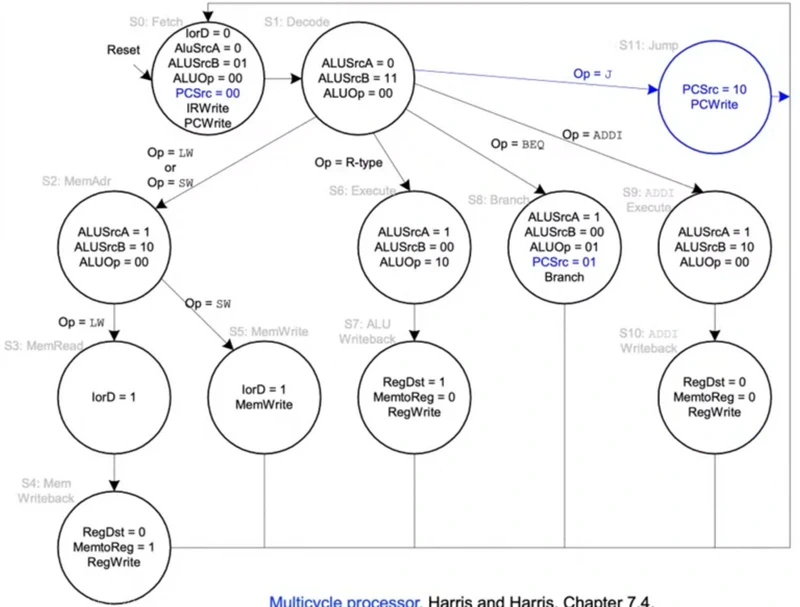 S0: Fetch
S1: Decode
Reset
IorD = 0
AluSrcA = 0
ALUSrcB = 01
ALUOp = 00
PCSrc = 00
IRWrite
PCWrite
ALUSrcA = 0
ALUSrcB = 11
ALUOp = 00
S11: Jump
Op = J
PCSrc = 10
PCWrite
Op = LW
or
Op = SW
Op = R-type
Op = BEQ
Op = ADDI
S2: MemAdr
ALUSrcA = 1
ALUSrcB = 10
ALUOp = 00
S6: Execute
ALUSrcA = 1
ALUSrcB = 00
ALUOp = 10
S8: Branch
ALUSrcA = 1
ALUSrcB = 00
ALUOp = 01
PCSrc = 01
Branch
S9: ADDI
Execute
ALUSrcA = 1
ALUSrcB = 10
ALUOp = 00
Op = LW
Op = SW
S3: MemRead
IorD = 1
S5: MemWrite
IorD = 1
MemWrite
S7: ALU
Writeback
RegDst = 1
MemtoReg = 0
RegWrite
S10: ADDI
Writeback
RegDst = 0
MemtoReg = 0
RegWrite
S4: Mem
Writeback
RegDst = 0
MemtoReg = 1
RegWrite
Multicycle processor, Harris and Harris, Chapter 7.4.